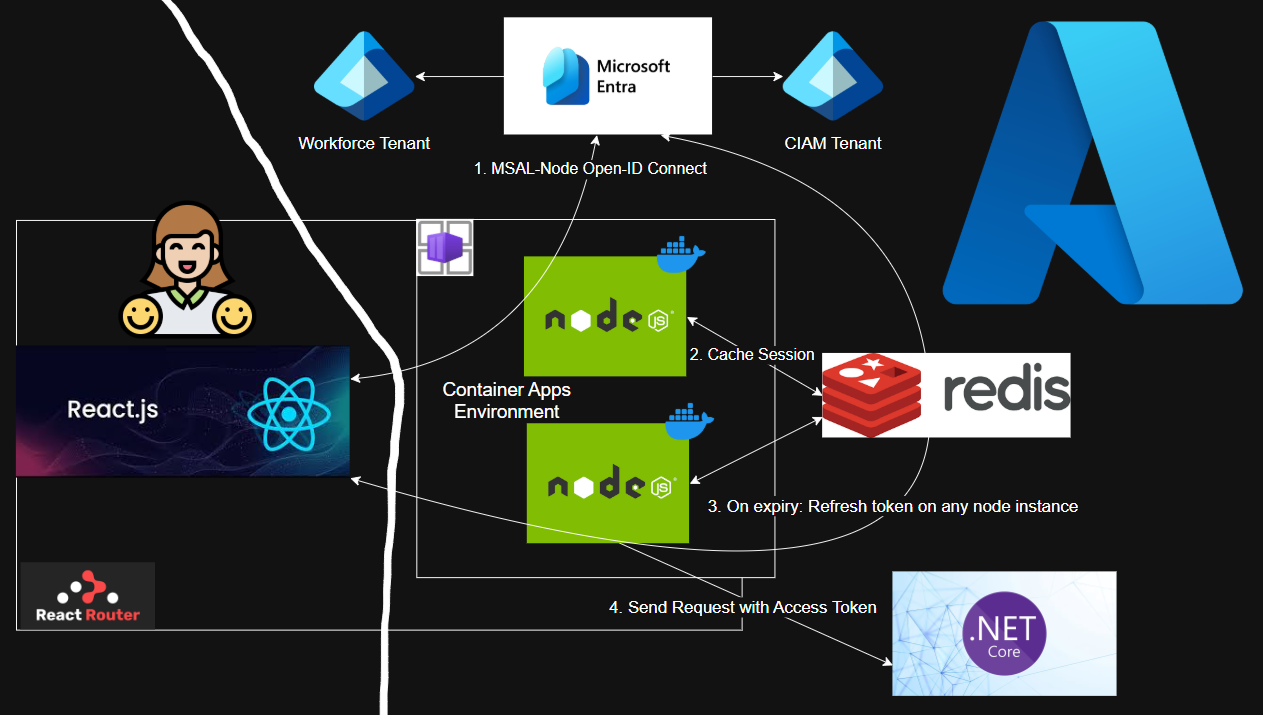 Microsoft
Entra
Workforce Tenant
CIAM Tenant
1. MSAL-Node Open-ID Connect
node
JS
2. Cache Session
redis
Container Apps
Environment
React.js
node
JS
3. On expiry: Refresh token on any node instance
React Router
4. Send Request with Access Token
.NET
Core